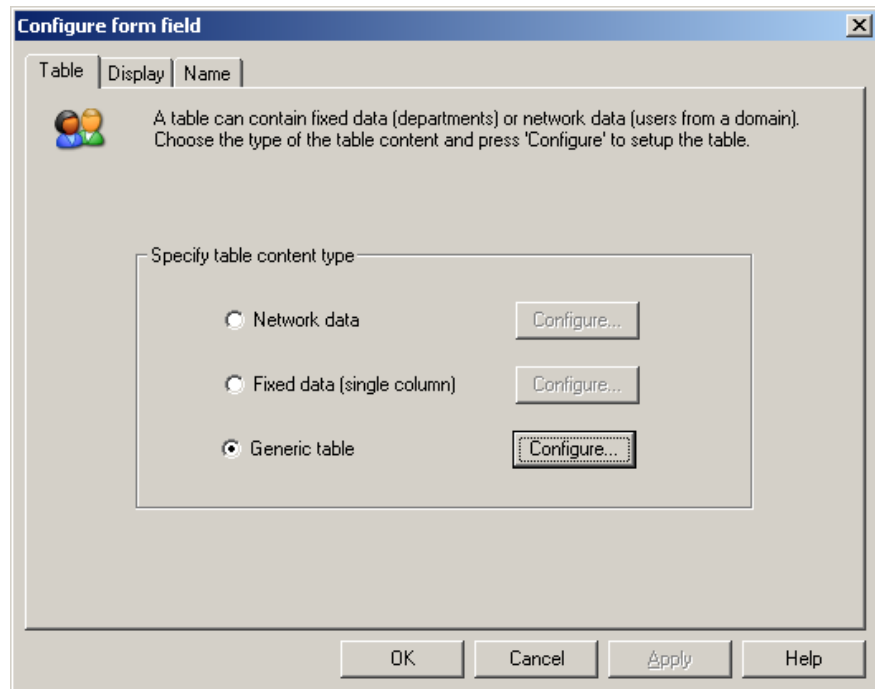 Configure form field
Table Display Name
A table can contain fixed data (departments) or network data (users from a domain).
Choose the type of the table content and press 'Configure' to setup the table.
Specify table content type
Network data Configure...
Fixed data (single column) Configure...
Generic table Configure...
OK Cancel Apply Help